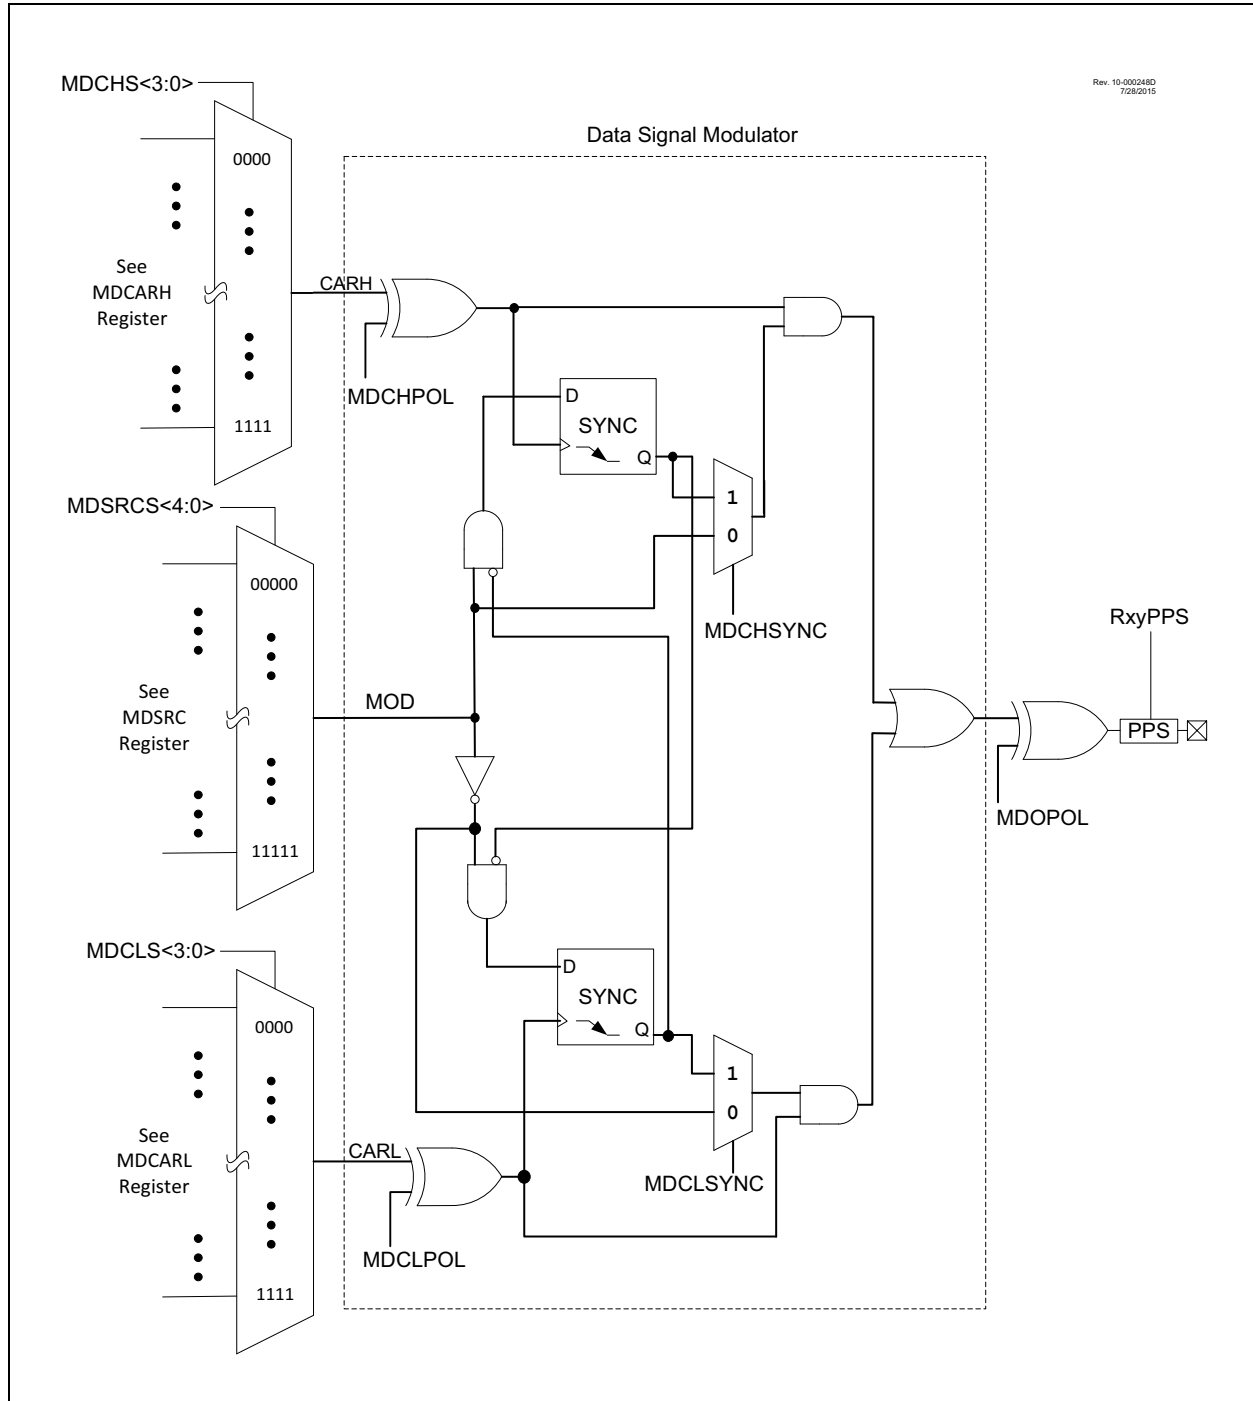 MDCHS<3:0>
Rev. 10-000248D
7/28/2015
Data Signal Modulator
0000
See
MDCARH
Register
CARH
1111
MDCHPOL
D
SYNC
Q
1
0
MDCHSYNC
MDSRCS<4:0>
00000
See
MDSRC
Register
MOD
11111
RxyPPS
PPS
MDOPOL
MDCLS<3:0>
0000
See
MDCARL
Register
CARL
1111
D
SYNC
Q
1
0
MDCLSYNC
MDCLPOL